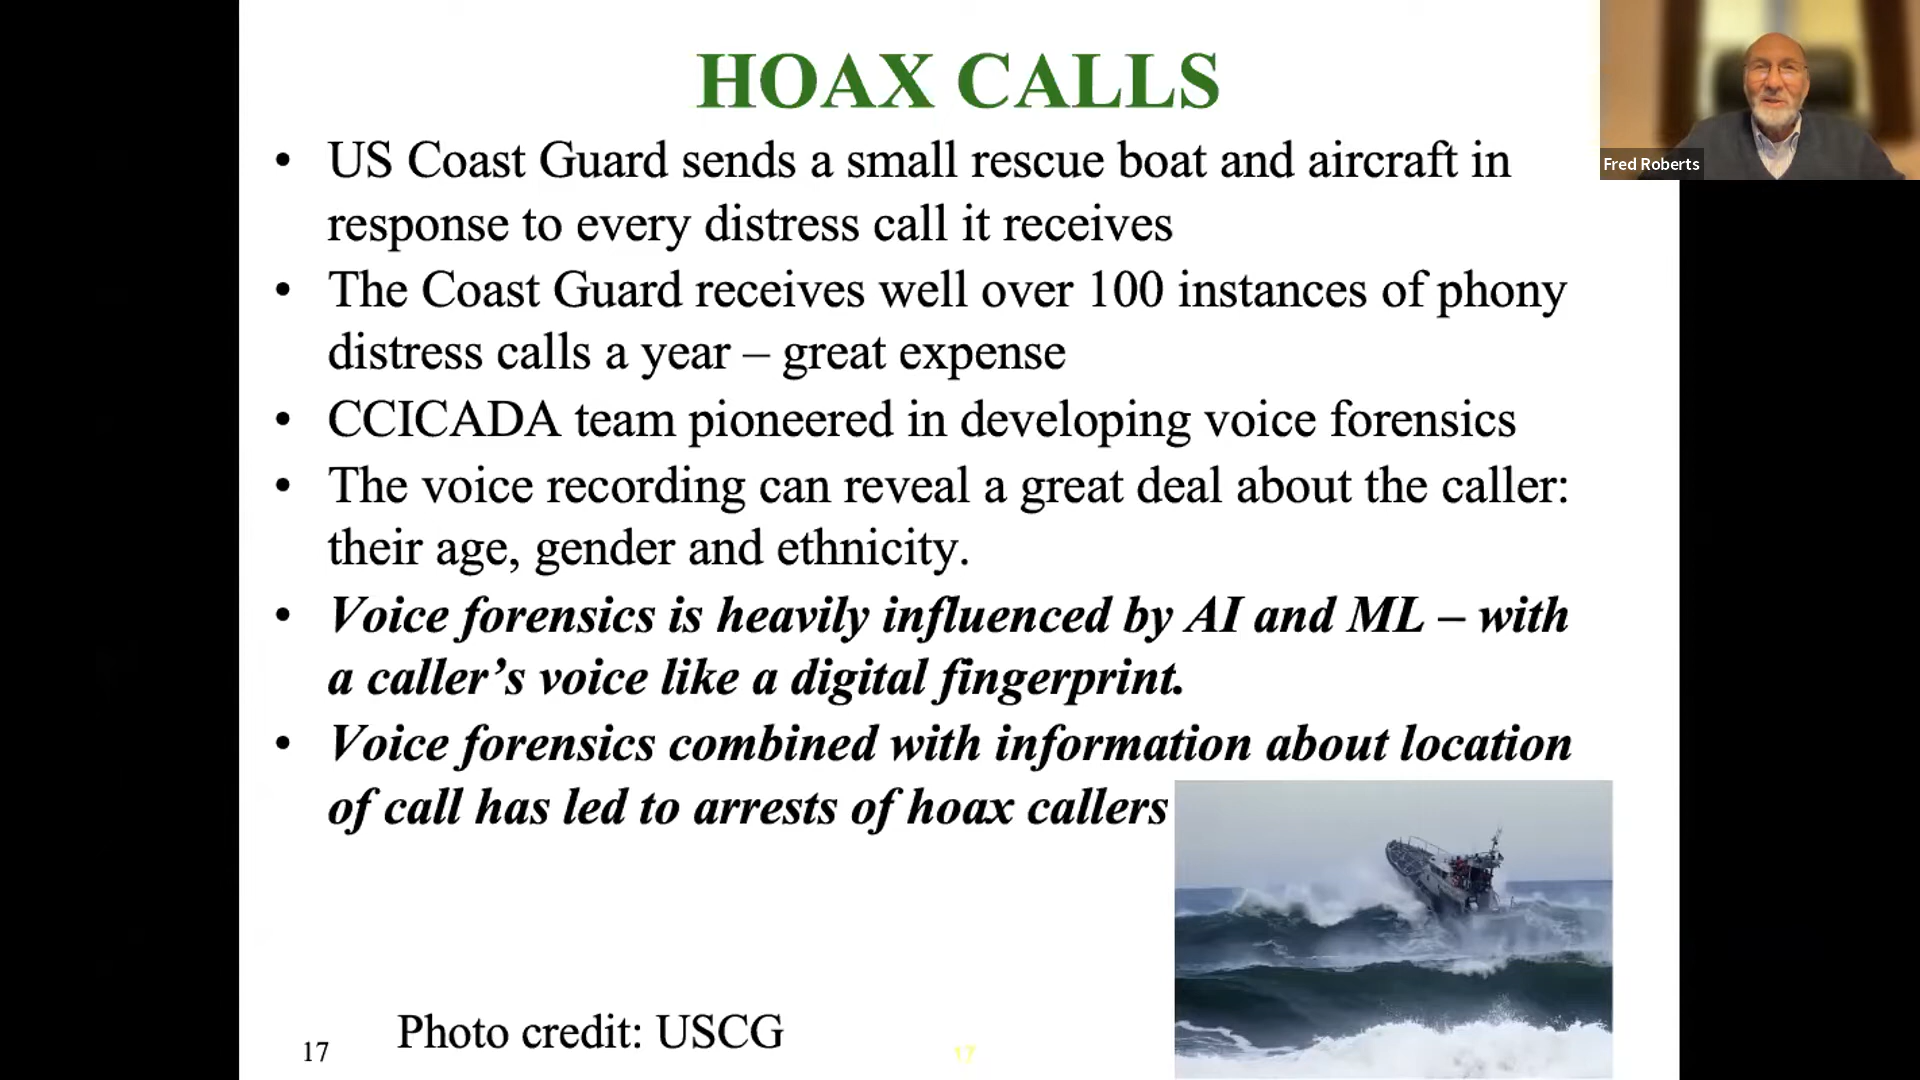 HOAX CALLS
• US Coast Guard sends a small rescue boat and aircraft in
response to every distress call it receives
• The Coast Guard receives well over 100 instances of phony
distress calls a year – great expense
• CCICADA team pioneered in developing voice forensics
• The voice recording can reveal a great deal about the caller:
their age, gender and ethnicity.
• Voice forensics is heavily influenced by AI and ML – with
a caller’s voice like a digital fingerprint.
• Voice forensics combined with information about location
of call has led to arrests of hoax callers
Photo credit: USCG
17
17
Fred Roberts